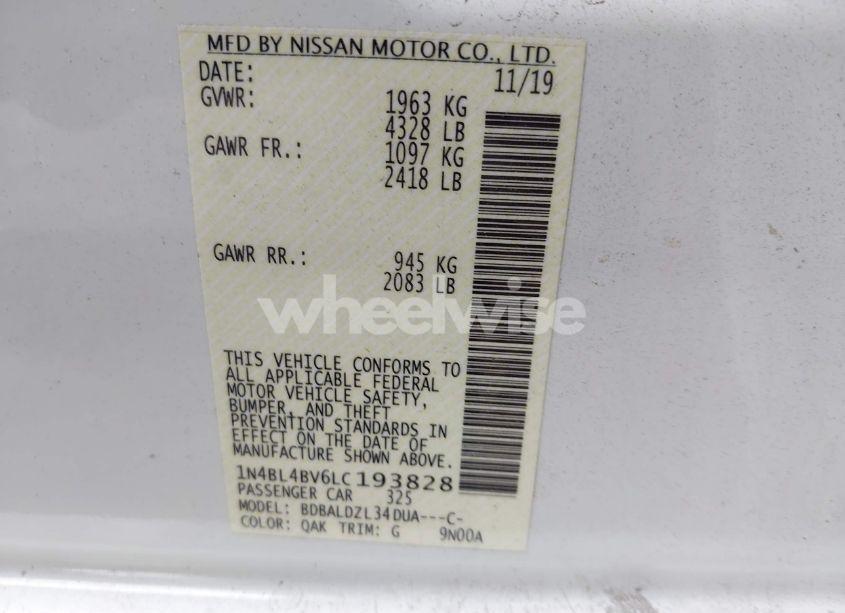 MFD BY NISSAN MOTOR CO., LTD.
DATE: 11/19
GVWR: 1963 KG
4328 LB
GAWR FR.: 1097 KG
2418 LB
GAWR RR.: 945 KG
2083 LB
wheelwise
THIS VEHICLE CONFORMS TO
ALL APPLICABLE FEDERAL
MOTOR VEHICLE SAFETY,
BUMPER, AND THEFT
PREVENTION STANDARDS IN
EFFECT ON THE DATE OF
MANUFACTURE SHOWN ABOVE.
1N4BL4BV6LC193828
PASSENGER CAR 325
MODEL: BDBALDZL34DUA---C-
COLOR: QAK TRIM: G 9N00A